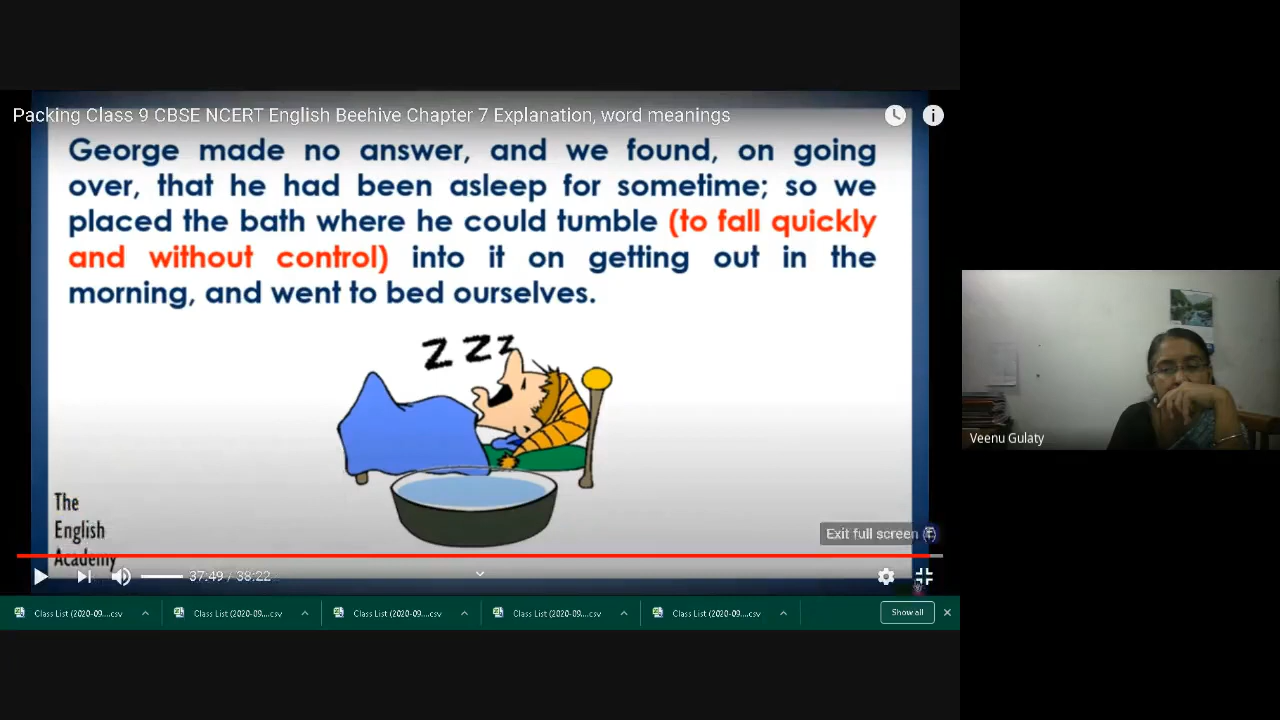 Packing Class 9 CBSE NCERT English Beehive Chapter 7 Explanation, word meanings
George made no answer, and we found, on going
over, that he had been asleep for sometime; so we
placed the bath where he could tumble (to fall quickly
and without control) into it on getting out in the
morning, and went to bed ourselves.
z z z
The
English
Academy
Exit full screen (f)
37:49 / 38:22
Veenu Gulaty
Class List (2020-09....csv
Class List (2020-09....csv
Class List (2020-09....csv
Class List (2020-09....csv
Class List (2020-09....csv
Show all